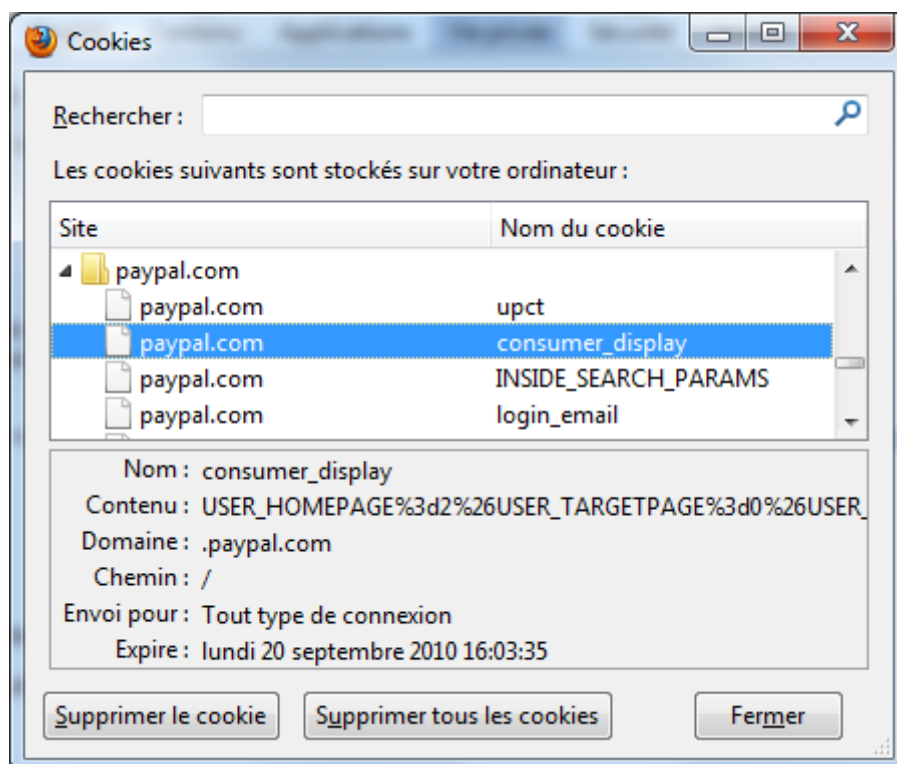 Cookies
Rechercher :
Les cookies suivants sont stockés sur votre ordinateur :
Site Nom du cookie
paypal.com
paypal.com upct
paypal.com consumer_display
paypal.com INSIDE_SEARCH_PARAMS
paypal.com login_email
Nom : consumer_display
Contenu : USER_HOMEPAGE%3d2%26USER_TARGETPAGE%3d0%26USER_
Domaine : .paypal.com
Chemin : /
Envoi pour : Tout type de connexion
Expire : lundi 20 septembre 2010 16:03:35
Supprimer le cookie Supprimer tous les cookies Fermer